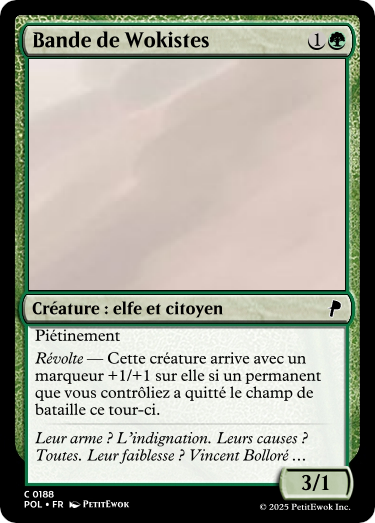 Bande de Wokistes 1
Créature : elfe et citoyen
Piétinement
Révolte — Cette créature arrive avec un
marqueur +1/+1 sur elle si un permanent
que vous contrôliez a quitté le champ de
bataille ce tour-ci.
Leur arme ? L'indignation. Leurs causes ?
Toutes. Leur faiblesse ? Vincent Bolloré …
3/1
C 0188
POL • FR PETITEWOK
© 2025 PetitEwok Inc.